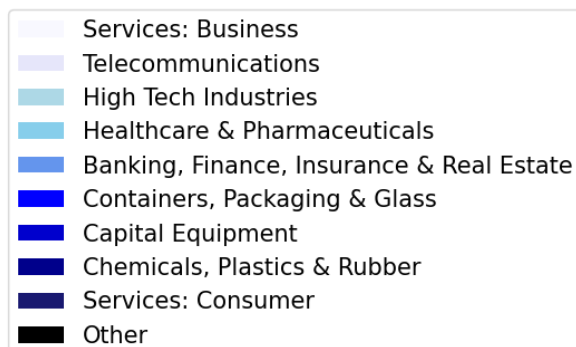 Services: Business
Telecommunications
High Tech Industries
Healthcare & Pharmaceuticals
Banking, Finance, Insurance & Real Estate
Containers, Packaging & Glass
Capital Equipment
Chemicals, Plastics & Rubber
Services: Consumer
Other